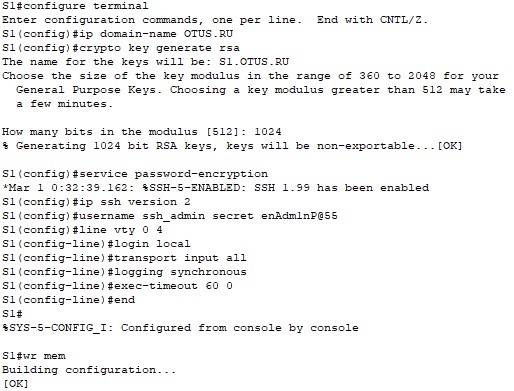 S1#configure terminal
Enter configuration commands, one per line.  End with CNTL/Z.
S1(config)#ip domain-name OTUS.RU
S1(config)#crypto key generate rsa
The name for the keys will be: S1.OTUS.RU
Choose the size of the key modulus in the range of 360 to 2048 for your
  General Purpose Keys. Choosing a key modulus greater than 512 may take
  a few minutes.

How many bits in the modulus [512]: 1024
% Generating 1024 bit RSA keys, keys will be non-exportable...[OK]

S1(config)#service password-encryption
*Mar 1 0:32:39.162: %SSH-5-ENABLED: SSH 1.99 has been enabled
S1(config)#ip ssh version 2
S1(config)#username ssh_admin secret enAdm1nP@55
S1(config)#line vty 0 4
S1(config-line)#login local
S1(config-line)#transport input all
S1(config-line)#logging synchronous
S1(config-line)#exec-timeout 60 0
S1(config-line)#end
S1#
%SYS-5-CONFIG_I: Configured from console by console

S1#wr mem
Building configuration...
[OK]